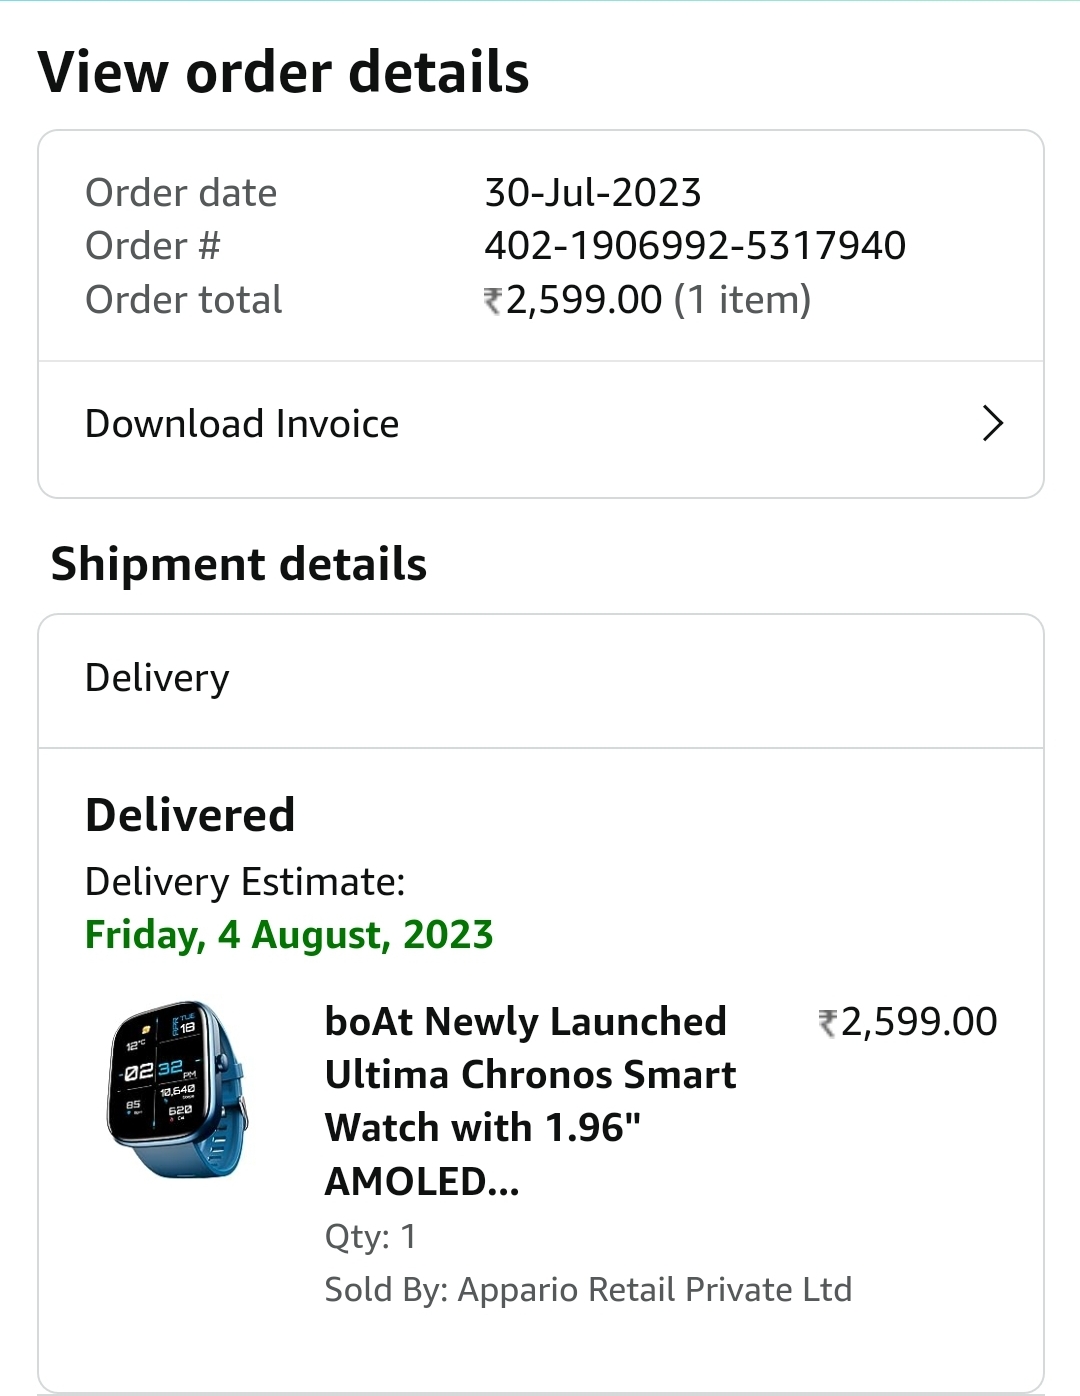 View order details
Order date 30-Jul-2023
Order # 402-1906992-5317940
Order total ₹2,599.00 (1 item)
Download Invoice
Shipment details
Delivery
Delivered
Delivery Estimate:
Friday, 4 August, 2023
boAt Newly Launched ₹2,599.00
Ultima Chronos Smart
Watch with 1.96"
AMOLED...
Qty: 1
Sold By: Appario Retail Private Ltd
APR TUE 18
12°C
02 32 PM
10,640
85
620